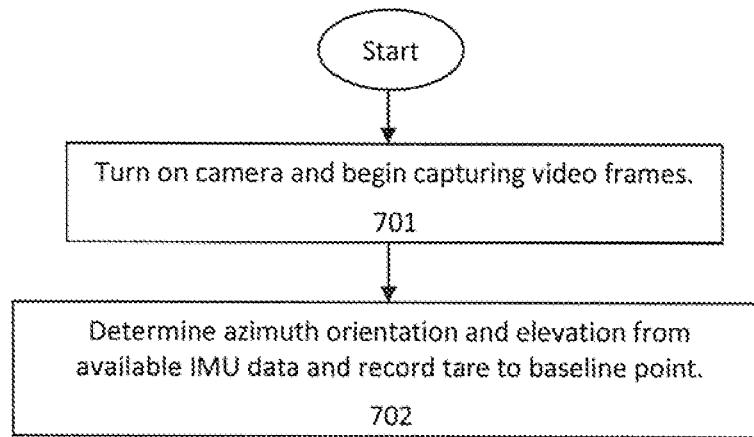 Start
Turn on camera and begin capturing video frames.
701
Determine azimuth orientation and elevation from
available IMU data and record tare to baseline point.
702